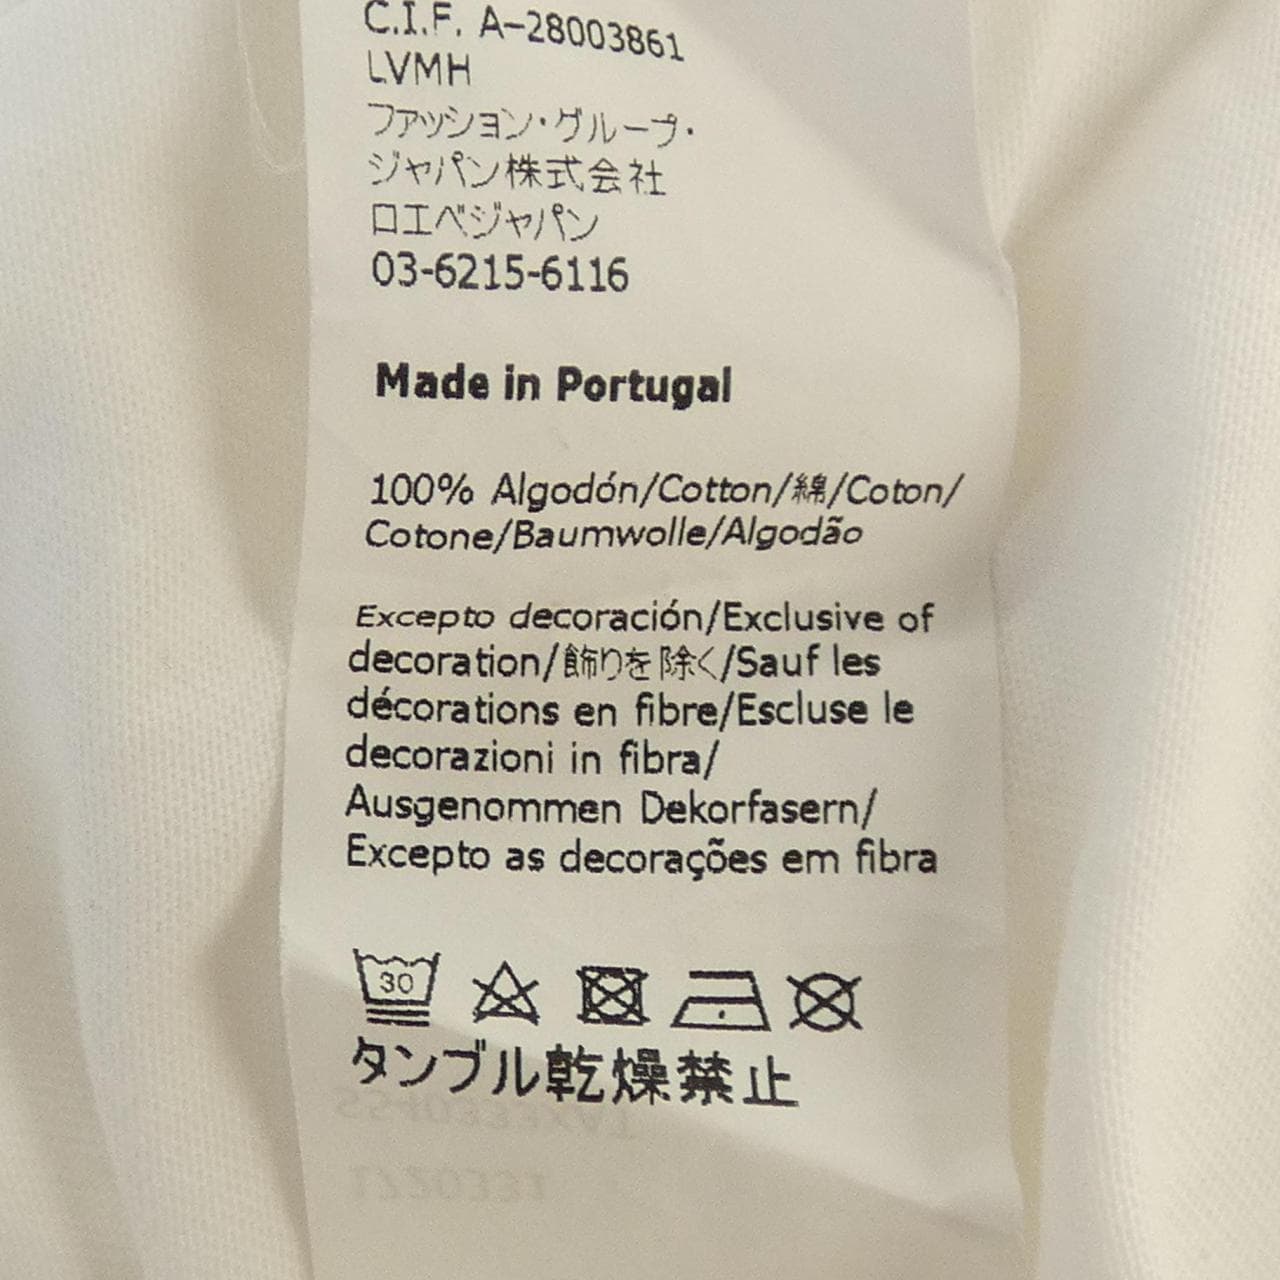 C.I.F. A-28003861
LVMH
ファッション・グループ・
ジャパン株式会社
ロエベジャパン
03-6215-6116
Made in Portugal
100% Algodón/Cotton/綿/Coton/
Cotone/Baumwolle/Algodão
Excepto decoración/Exclusive of
decoration/飾りを除く/Sauf les
décorations en fibre/Escluse le
decorazioni in fibra/
Ausgenommen Dekorfasern/
Excepto as decorações em fibra
30
タンブル乾燥禁止